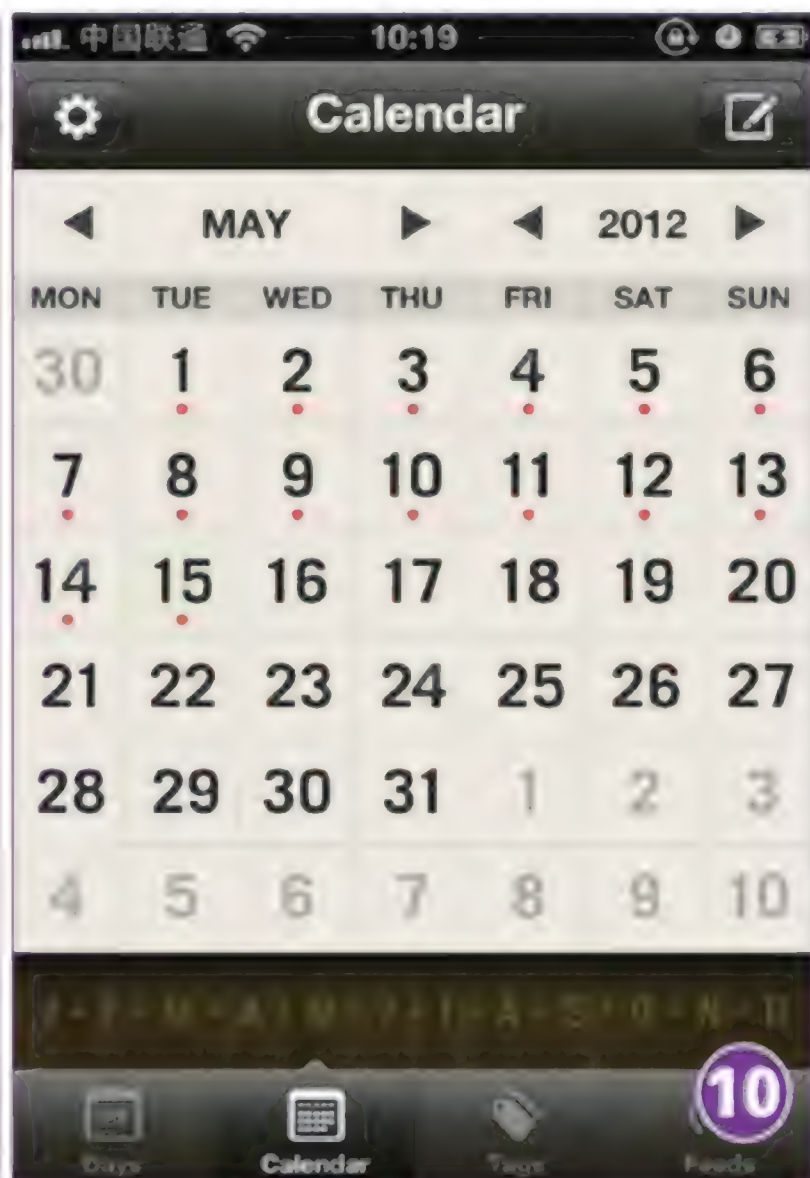 中国联通 10:19
Calendar
MAY 2012
MON TUE WED THU FRI SAT SUN
30 1 2 3 4 5 6
7 8 9 10 11 12 13
14 15 16 17 18 19 20
21 22 23 24 25 26 27
28 29 30 31 1 2 3
4 5 6 7 8 9 10
J - F - M - A - M - J - J - A - S - O - N - D
10
Days Calendar Tags Feeds